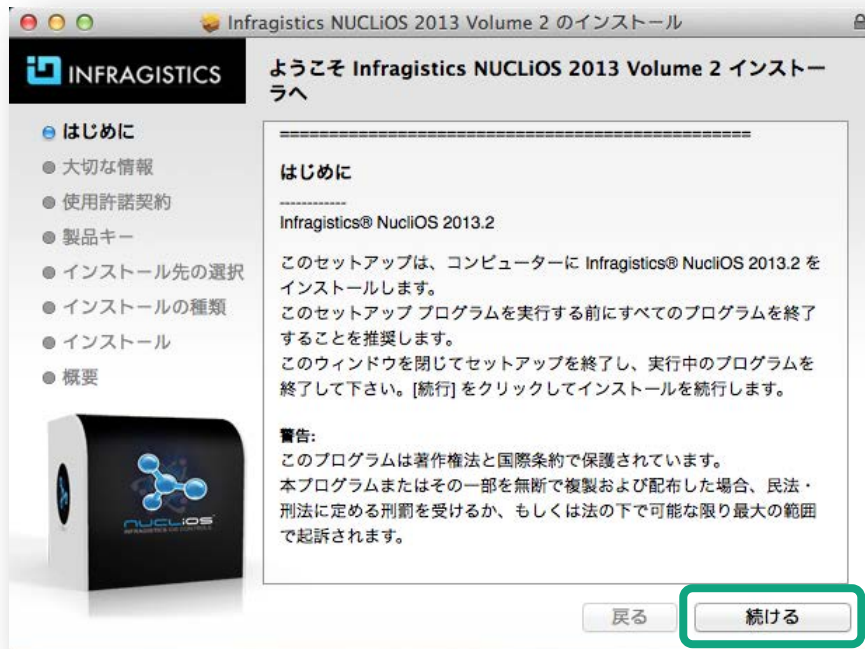 Infragistics NUCLiOS 2013 Volume 2 のインストール
INFRAGISTICS
ようこそ Infragistics NUCLiOS 2013 Volume 2 インストー
ラへ
はじめに
大切な情報
使用許諾契約
製品キー
インストール先の選択
インストールの種類
インストール
概要
================================================
はじめに
------------
Infragistics® NucliOS 2013.2
このセットアップは、コンピューターに Infragistics® NucliOS 2013.2 を
インストールします。
このセットアップ プログラムを実行する前にすべてのプログラムを終了
することを推奨します。
このウィンドウを閉じてセットアップを終了し、実行中のプログラムを
終了して下さい。[続行] をクリックしてインストールを続行します。
警告:
このプログラムは著作権法と国際条約で保護されています。
本プログラムまたはその一部を無断で複製および配布した場合、民法・
刑法に定める刑罰を受けるか、もしくは法の下で可能な限り最大の範囲
で起訴されます。
NUCLiOS
INFRAGISTICS IOS CONTROLS
戻る
続ける